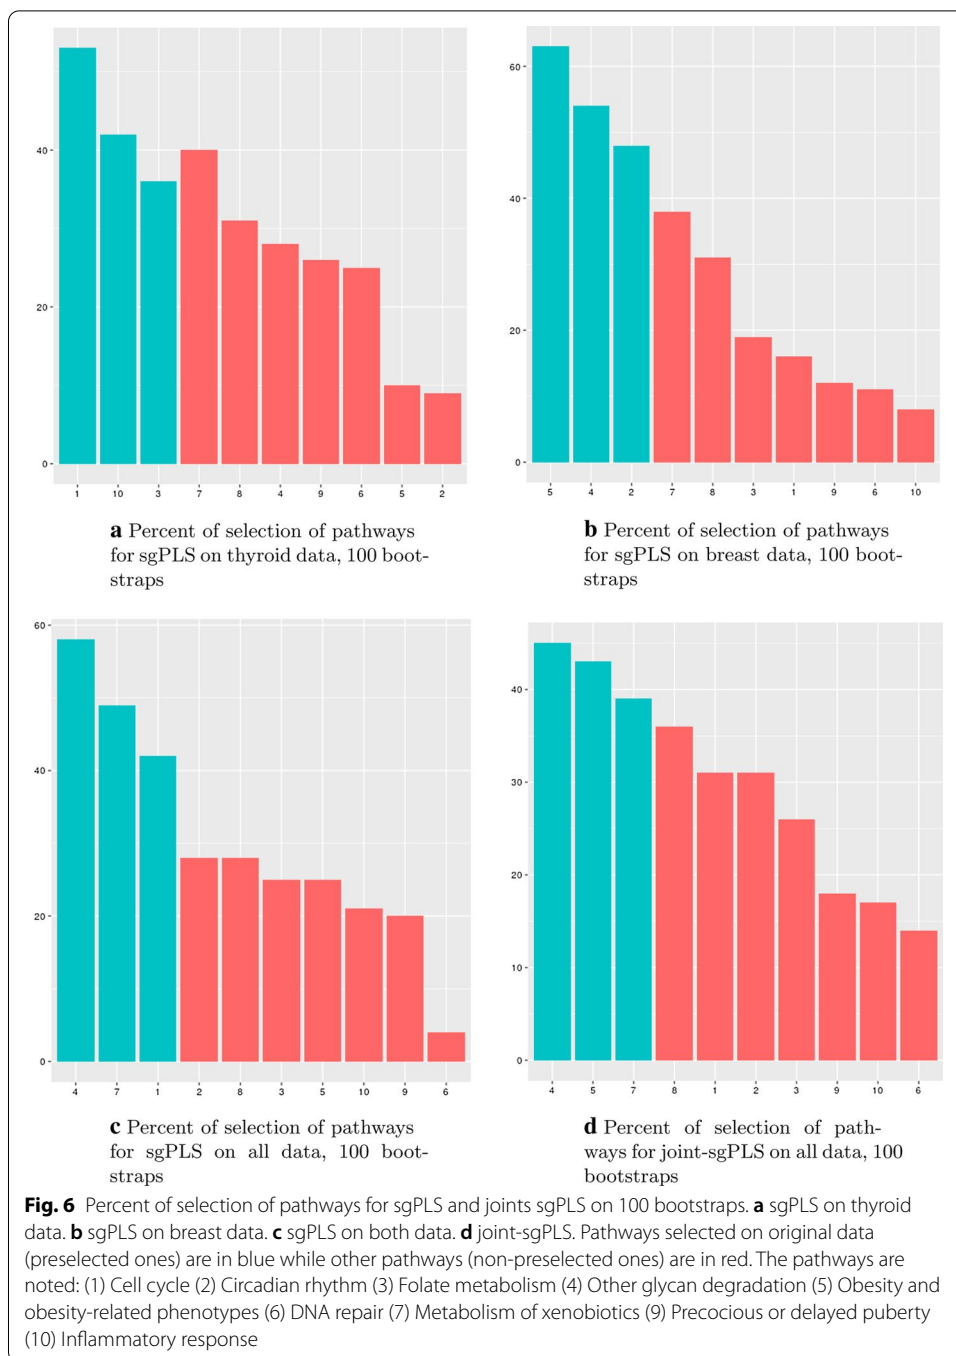 40
20
0
1 10 3 7 8 4 9 6 5 2
a Percent of selection of pathways
for sgPLS on thyroid data, 100 boot-
straps
60
40
20
0
5 4 2 7 8 3 1 9 6 10
b Percent of selection of pathways
for sgPLS on breast data, 100 boot-
straps
60
40
20
0
4 7 1 2 8 3 5 10 9 6
c Percent of selection of pathways
for sgPLS on all data, 100 boot-
straps
40
30
20
10
0
4 5 7 8 1 2 3 9 10 6
d Percent of selection of path-
ways for joint-sgPLS on all data, 100
bootstraps
Fig. 6 Percent of selection of pathways for sgPLS and joints sgPLS on 100 bootstraps. a sgPLS on thyroid
data. b sgPLS on breast data. c sgPLS on both data. d joint-sgPLS. Pathways selected on original data
(preselected ones) are in blue while other pathways (non-preselected ones) are in red. The pathways are
noted: (1) Cell cycle (2) Circadian rhythm (3) Folate metabolism (4) Other glycan degradation (5) Obesity and
obesity-related phenotypes (6) DNA repair (7) Metabolism of xenobiotics (9) Precocious or delayed puberty
(10) Inflammatory response